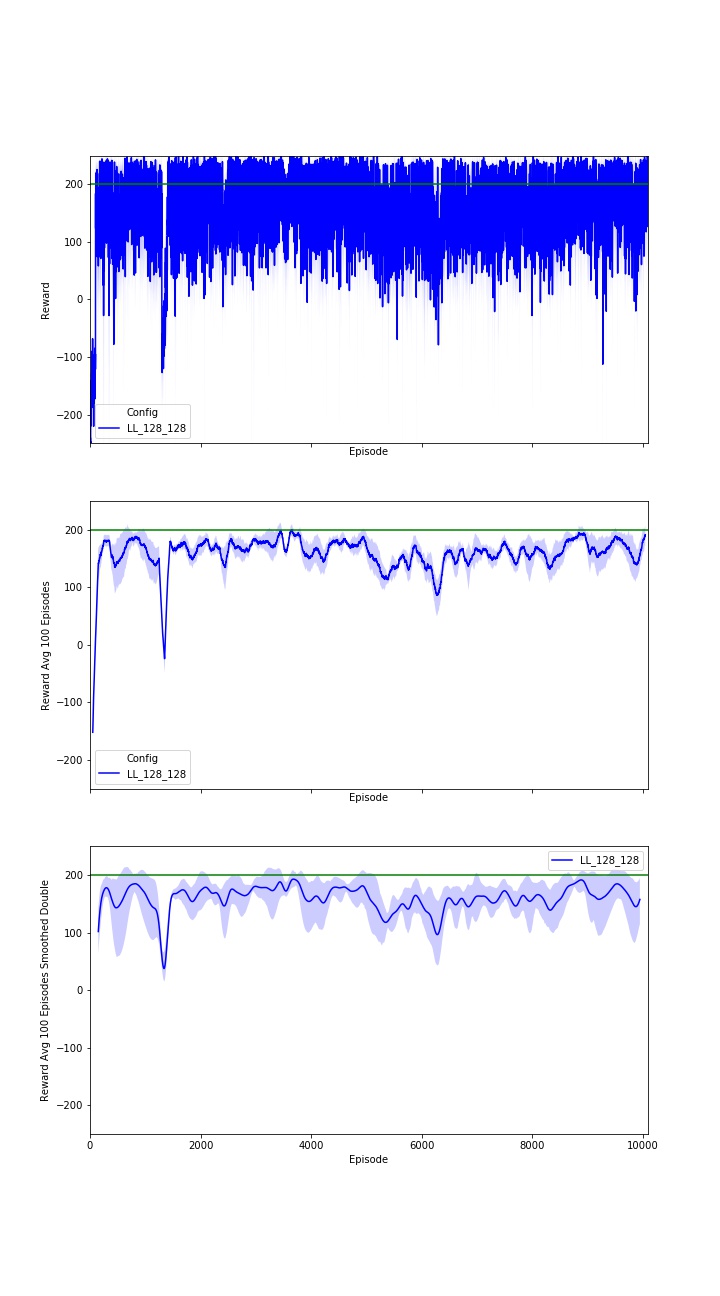 200
100
0
−100
−200
Reward
Config
LL_128_128
Episode
200
100
0
−100
−200
Reward Avg 100 Episodes
Config
LL_128_128
Episode
LL_128_128
200
100
0
−100
−200
Reward Avg 100 Episodes Smoothed Double
0 2000 4000 6000 8000 10000
Episode